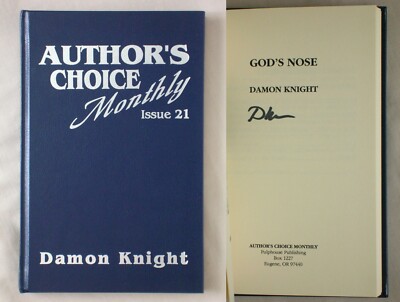 AUTHOR'S
CHOICE
Monthly
Issue 21
Damon Knight
GOD'S NOSE
DAMON KNIGHT
AUTHOR'S CHOICE MONTHLY
Pulphouse Publishing
Box 1227
Eugene, OR 97440